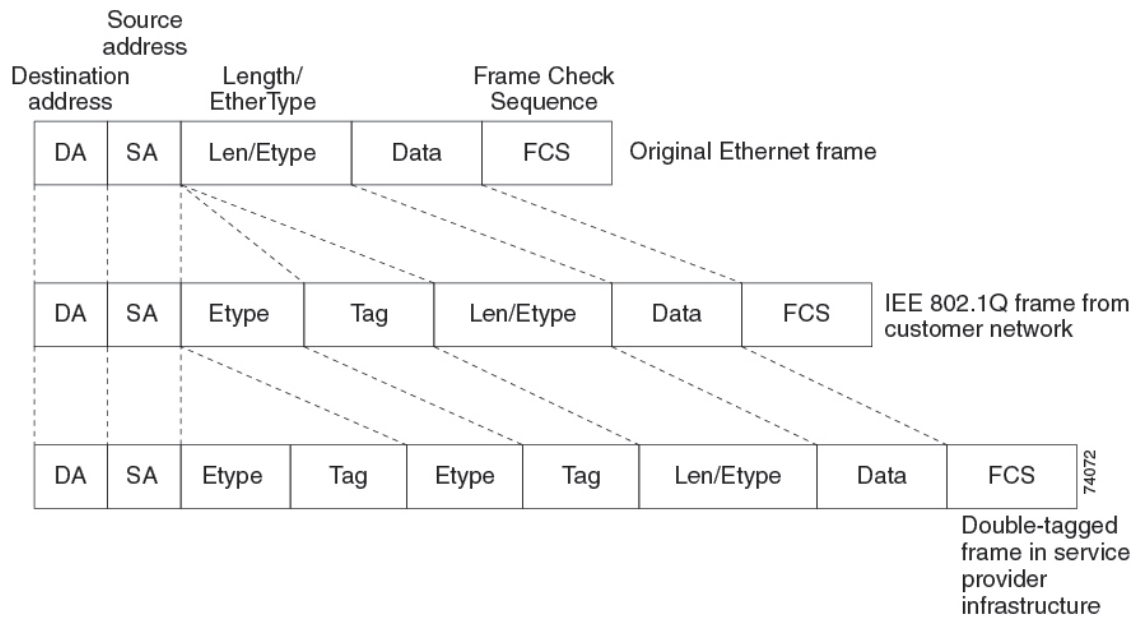 Source
address
Destination
address
Length/
EtherType
Frame Check
Sequence
DA SA Len/Etype Data FCS
Original Ethernet frame
DA SA Etype Tag Len/Etype Data FCS
IEE 802.1Q frame from
customer network
DA SA Etype Tag Etype Tag Len/Etype Data FCS
74072
Double-tagged
frame in service
provider
infrastructure